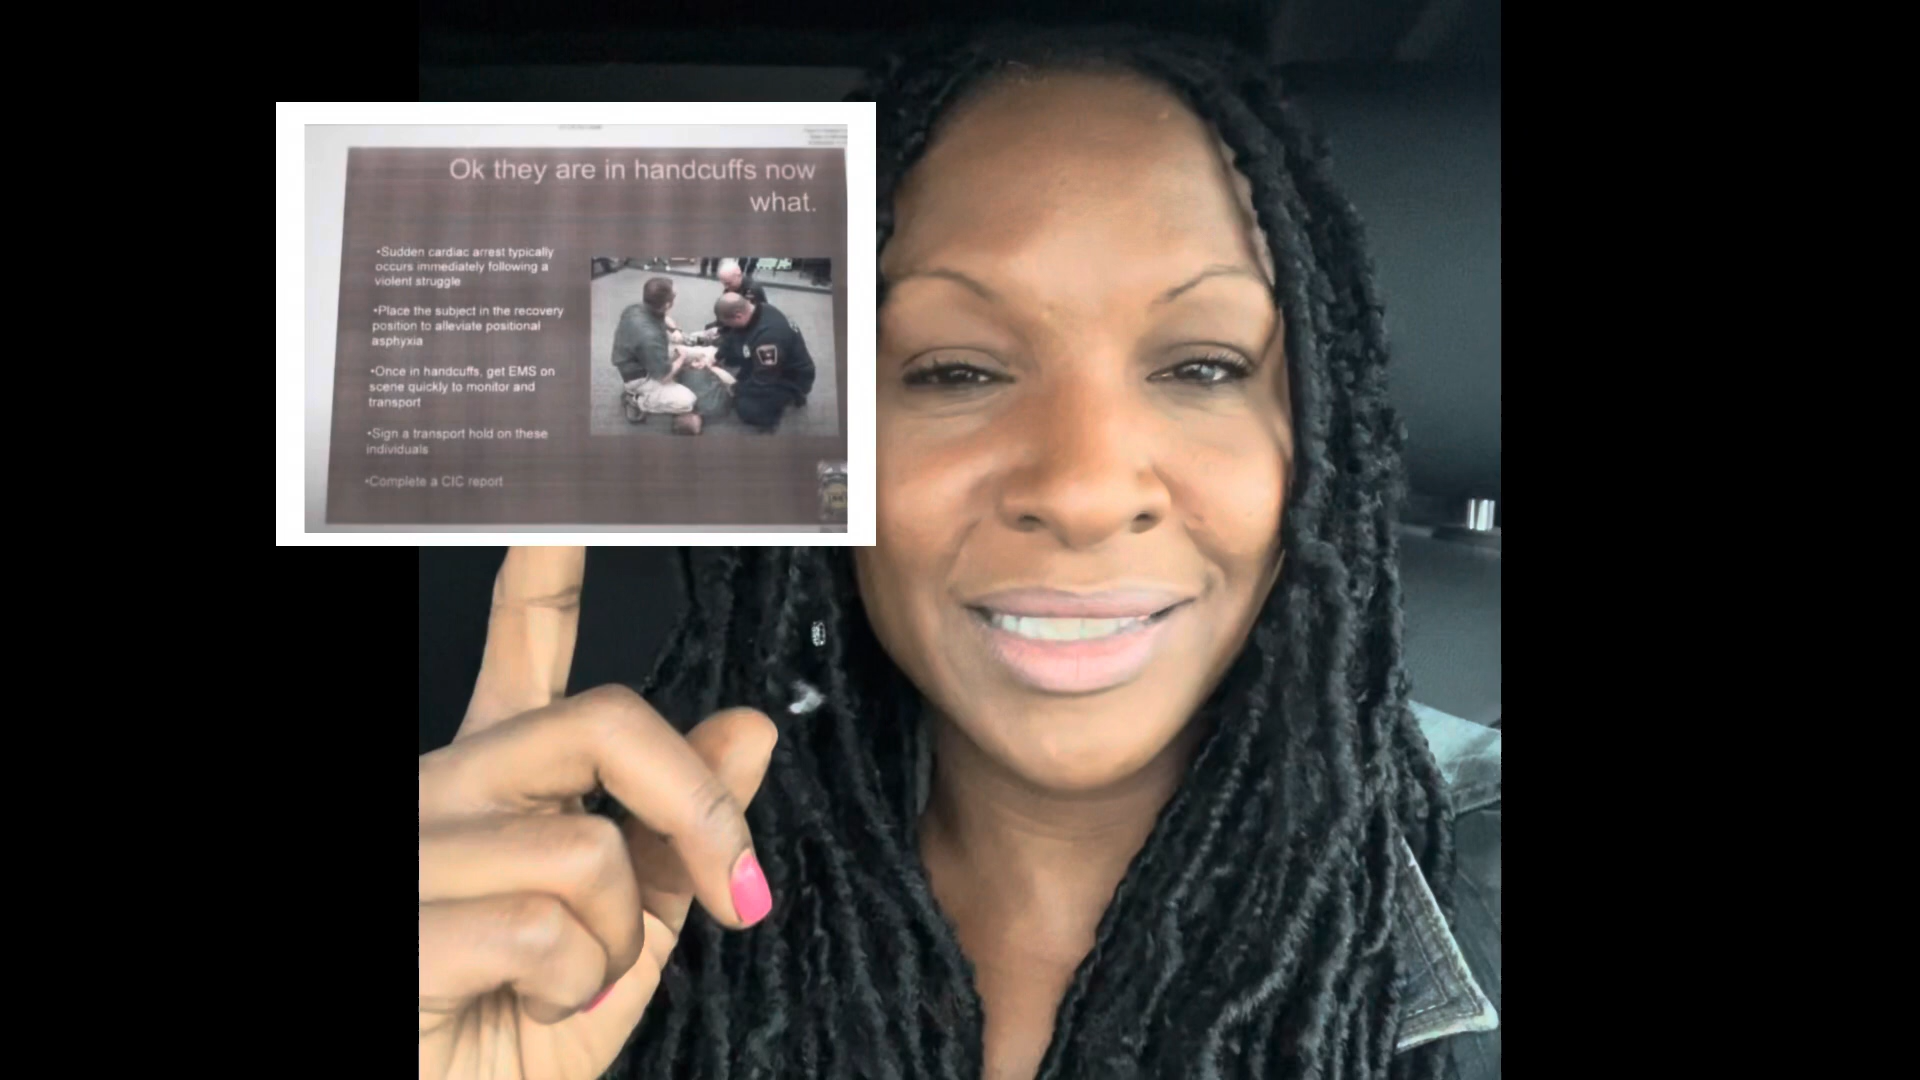 Ok they are in handcuffs now
what.
•Sudden cardiac arrest typically
occurs immediately following a
violent struggle
•Place the subject in the recovery
position to alleviate positional
asphyxia
•Once in handcuffs, get EMS on
scene quickly to monitor and
transport
•Sign a transport hold on these
individuals
•Complete a CIC report